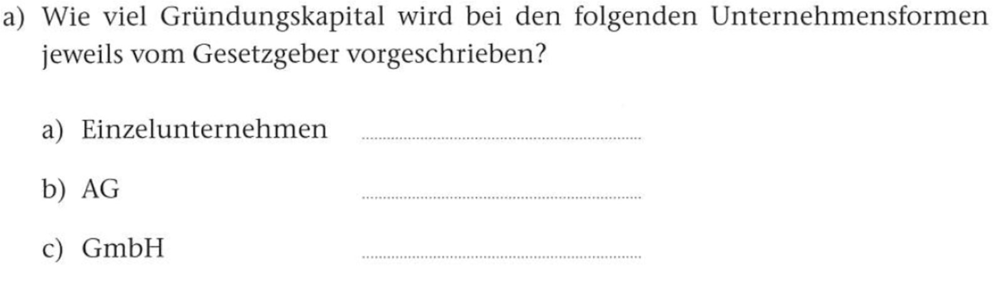 a) Wie viel Gründungskapital wird bei den folgenden Unternehmensformen
jeweils vom Gesetzgeber vorgeschrieben?
a) Einzelunternehmen
b) AG
c) GmbH